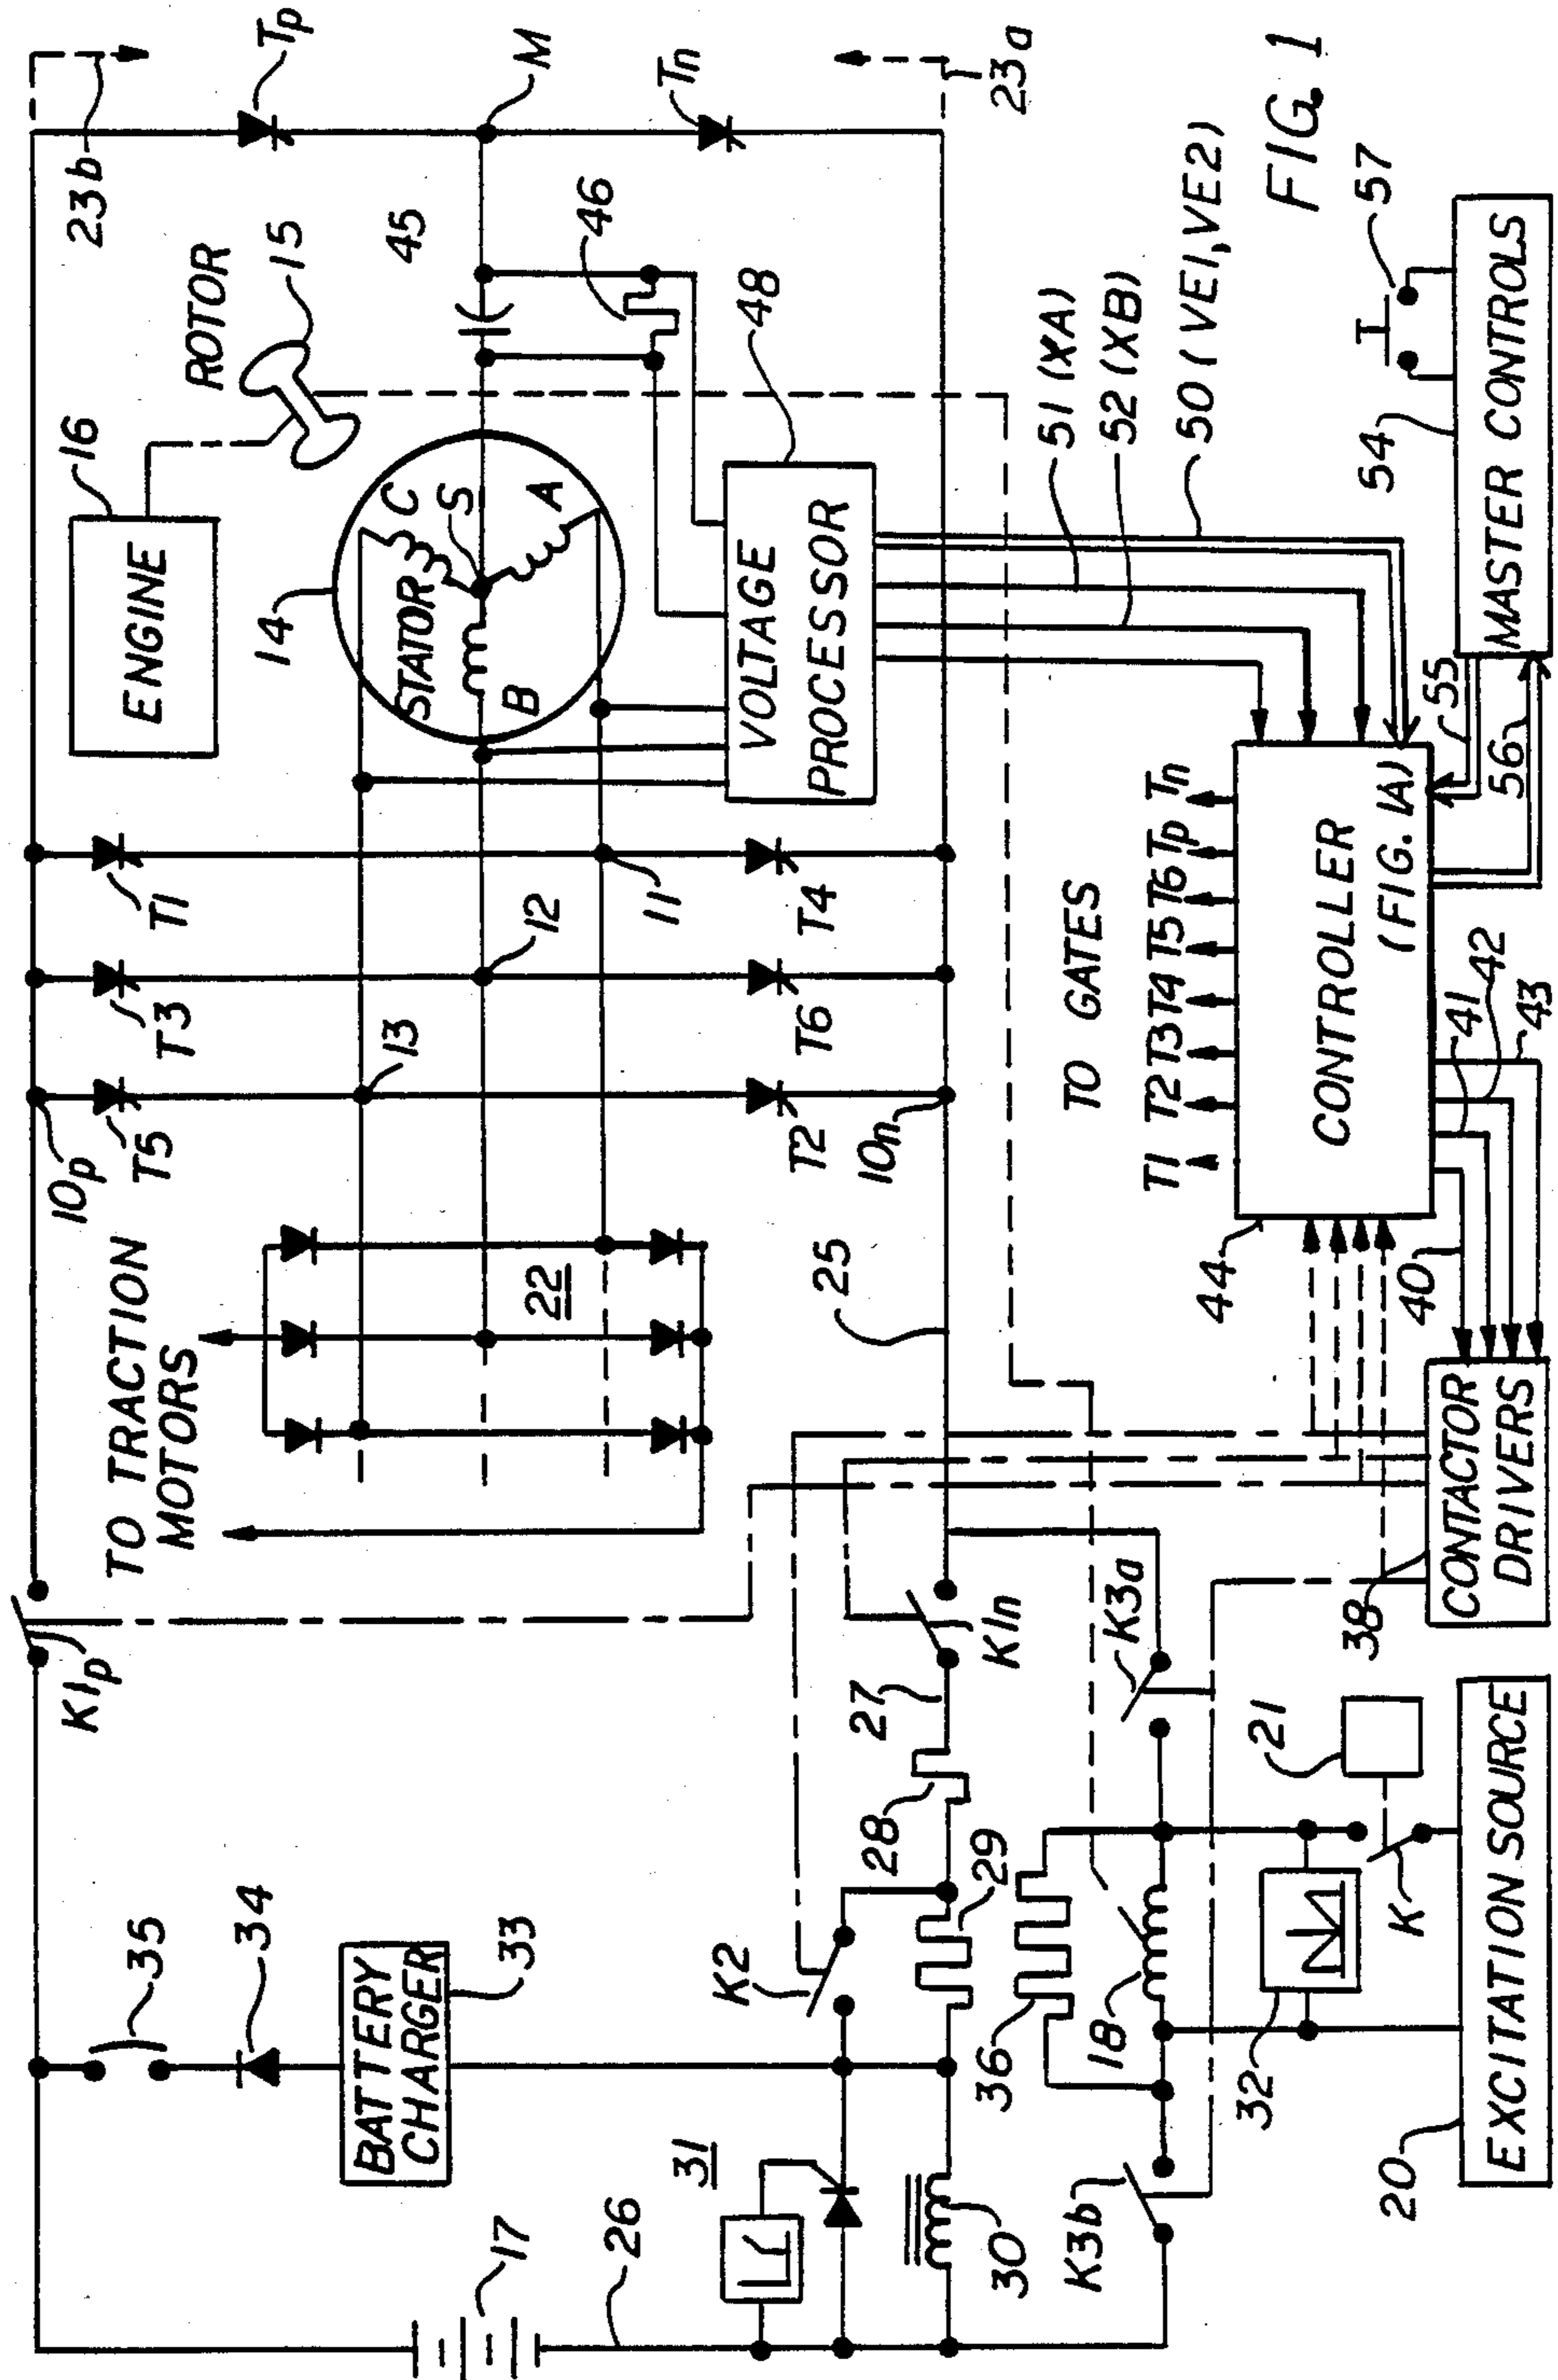 K1p
10p
T5
T3
T1
23b
Tp
35
34
BATTERY
CHARGER
33
TO TRACTION
MOTORS
13
12
11
ENGINE
16
ROTOR
15
14
STATOR
C
S
B
A
45
46
M
Tn
17
26
31
K2
22
T2
T6
T4
10n
VOLTAGE
PROCESSOR
48
23a
30
29
28
27
K1n
25
36
18
K3a
K3b
TO GATES
T1 T2 T3 T4 T5 T6 Tp Tn
51 (XA)
52 (XB)
50 (VE1, VE2)
32
21
K
44
CONTROLLER
(FIG. 1A)
40
41
42
43
55
56
54
57
20
EXCITATION SOURCE
38
CONTACTOR
DRIVERS
MASTER CONTROLS
FIG. 1